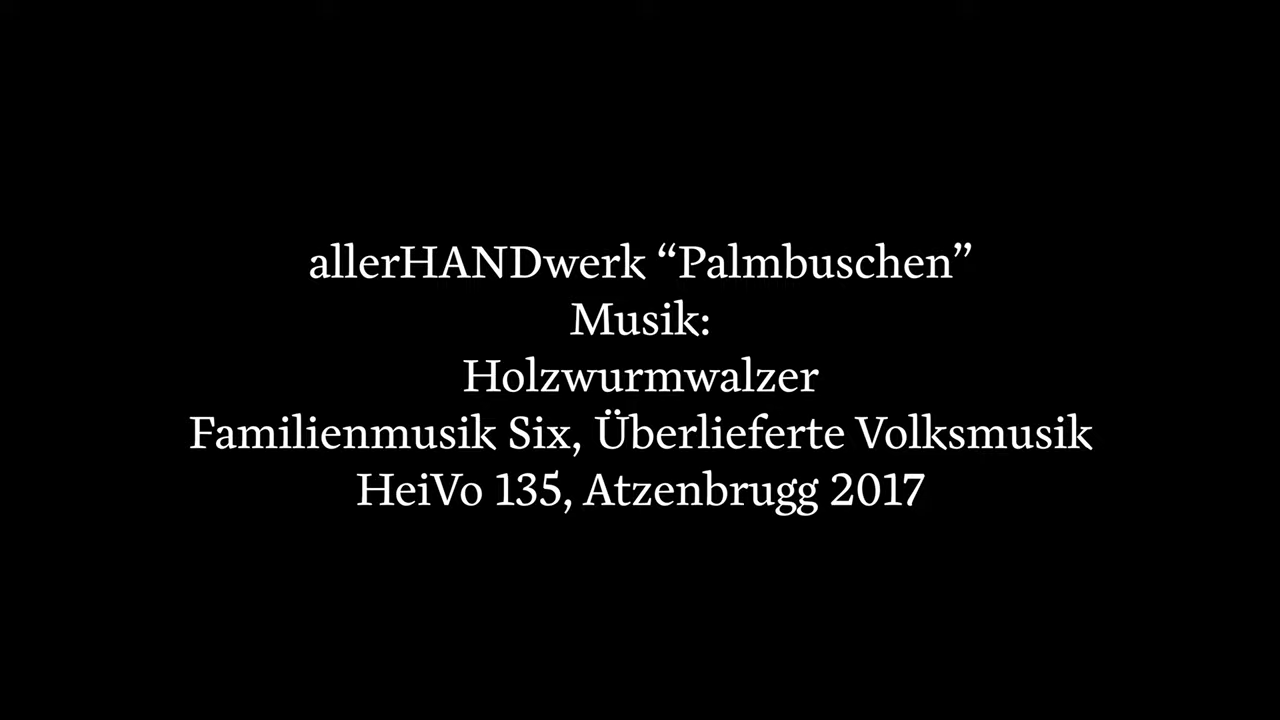 allerHANDwerk “Palmbuschen”
Musik:
Holzwurmwalzer
Familienmusik Six, Überlieferte Volksmusik
HeiVo 135, Atzenbrugg 2017